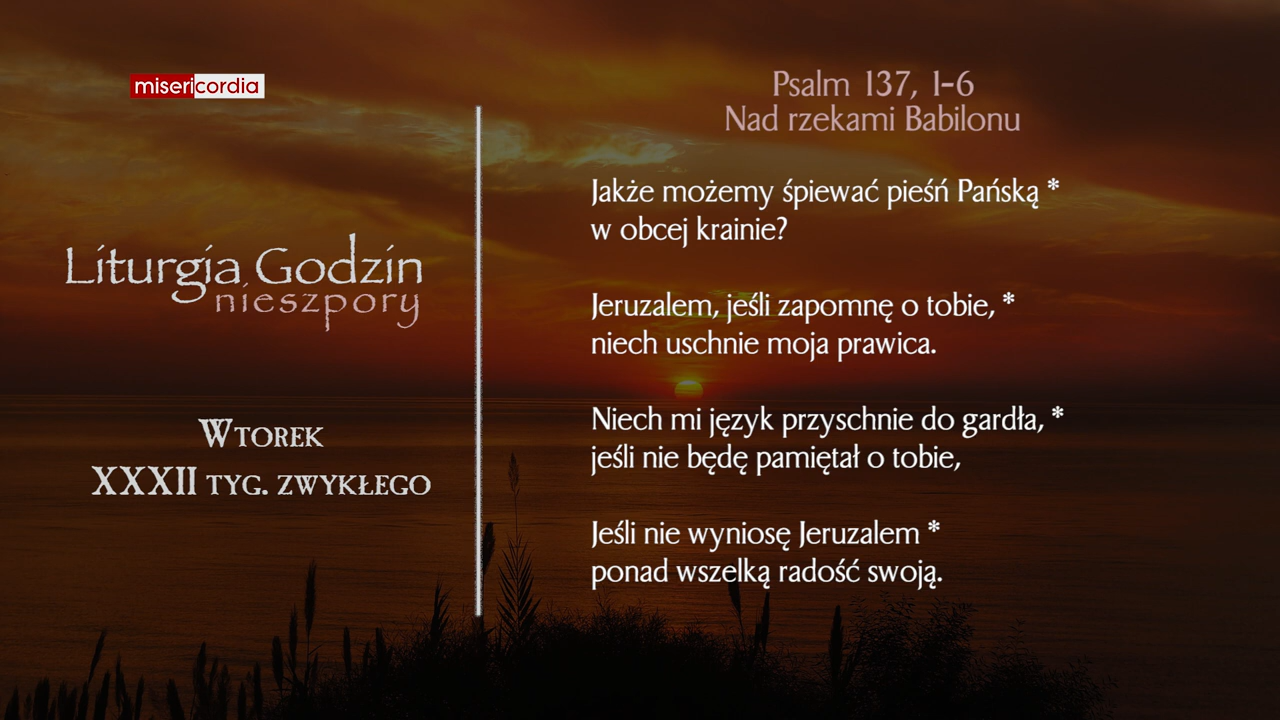 misericordia
Liturgia Godzin
nieszpory
Wtorek
XXXII tyg. zwykłego
Psalm 137, 1-6
Nad rzekami Babilonu
Jakże możemy śpiewać pieśń Pańską *
w obcej krainie?
Jeruzalem, jeśli zapomnę o tobie, *
niech uschnie moja prawica.
Niech mi język przyschnie do gardła, *
jeśli nie będę pamiętał o tobie,
Jeśli nie wyniosę Jeruzalem *
ponad wszelką radość swoją.